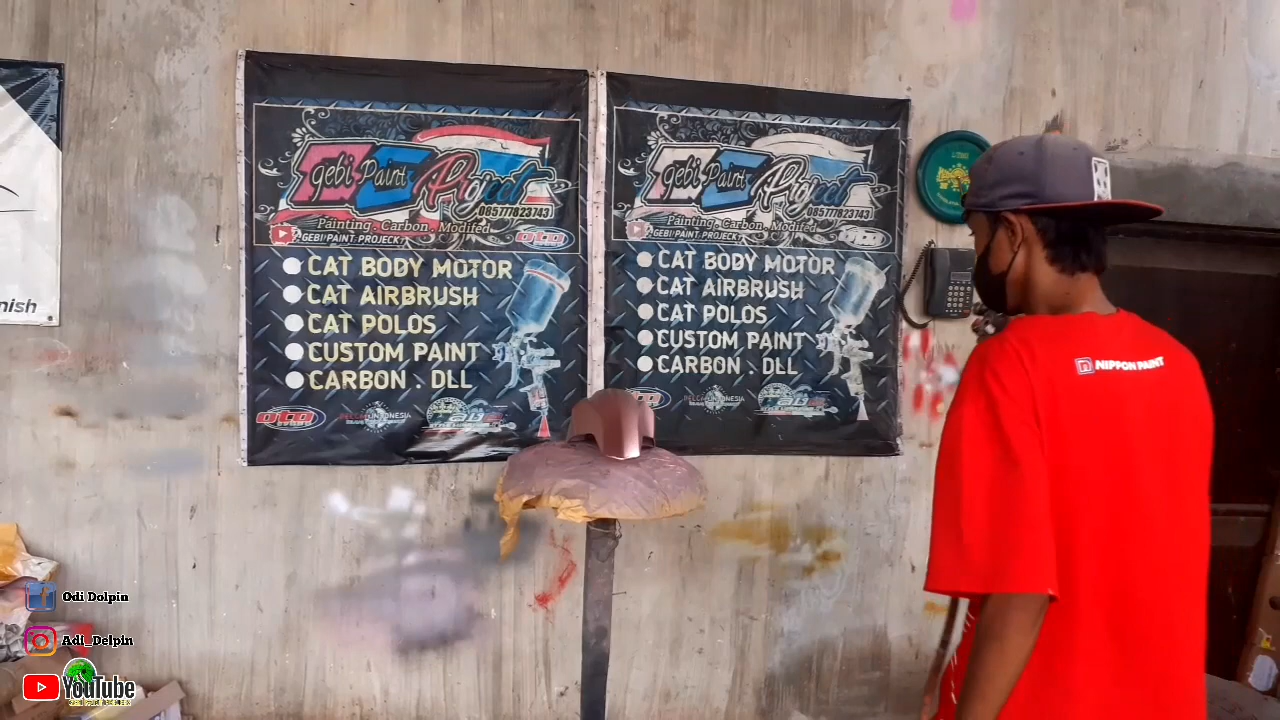 nish
gebi Paint Project
085777823743
Painting . Carbon . Modifed
GEBI PAINT PROJECK
CAT BODY MOTOR
CAT AIRBRUSH
CAT POLOS
CUSTOM PAINT
CARBON . DLL
gebi Paint Project
085777823743
Painting . Carbon . Modifed
GEBI PAINT PROJECK
CAT BODY MOTOR
CAT AIRBRUSH
CAT POLOS
CUSTOM PAINT
CARBON . DLL
n NIPPON PAINT
Odi Dolpin
Adi_Delpin
YouTube